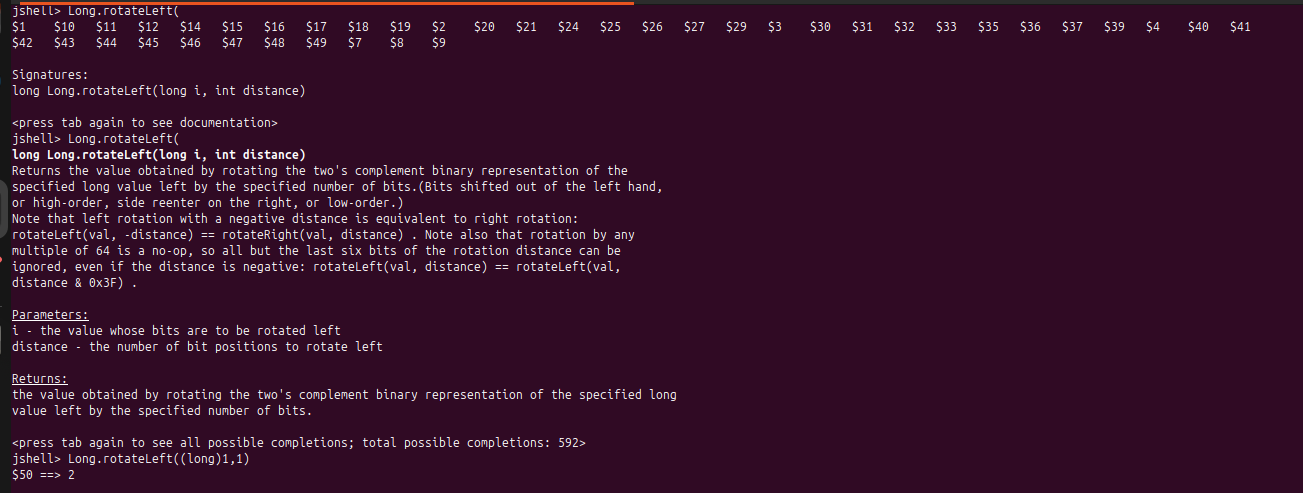 jshell> Long.rotateLeft(
$1 $10 $11 $12 $14 $15 $16 $17 $18 $19 $2 $20 $21 $24 $25 $26 $27 $29 $3 $30 $31 $32 $33 $35 $36 $37 $39 $4 $40 $41
$42 $43 $44 $45 $46 $47 $48 $49 $7 $8 $9
Signatures:
long Long.rotateLeft(long i, int distance)
<press tab again to see documentation>
jshell> Long.rotateLeft(
long Long.rotateLeft(long i, int distance)
Returns the value obtained by rotating the two's complement binary representation of the
specified long value left by the specified number of bits.(Bits shifted out of the left hand,
or high-order, side reenter on the right, or low-order.)
Note that left rotation with a negative distance is equivalent to right rotation:
rotateLeft(val, -distance) == rotateRight(val, distance) . Note also that rotation by any
multiple of 64 is a no-op, so all but the last six bits of the rotation distance can be
ignored, even if the distance is negative: rotateLeft(val, distance) == rotateLeft(val,
distance & 0x3F) .
Parameters:
i - the value whose bits are to be rotated left
distance - the number of bit positions to rotate left
Returns:
the value obtained by rotating the two's complement binary representation of the specified long
value left by the specified number of bits.
<press tab again to see all possible completions; total possible completions: 592>
jshell> Long.rotateLeft((long)1,1)
$50 ==> 2